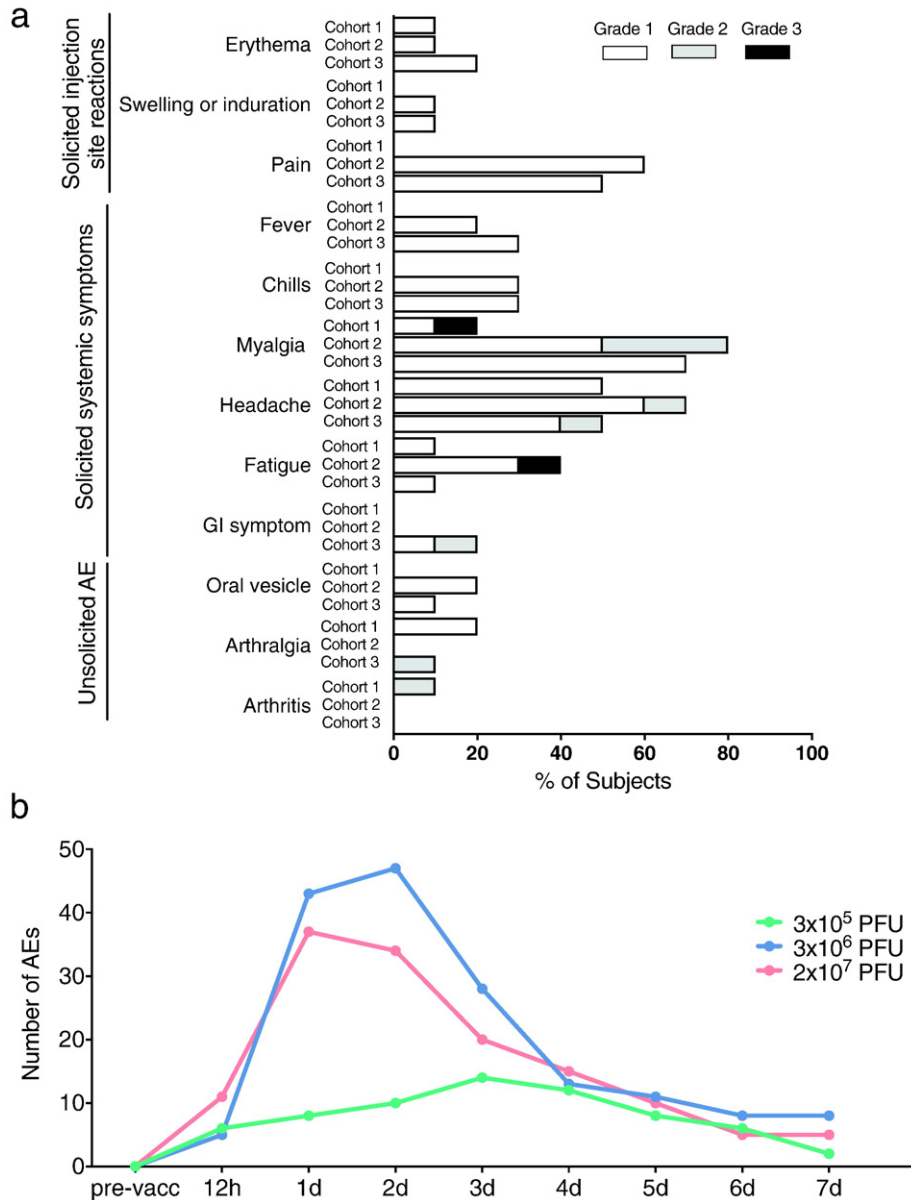 a
Grade 1 Grade 2 Grade 3
Solicited injection
site reactions
Erythema
Cohort 1
Cohort 2
Cohort 3
Swelling or induration
Cohort 1
Cohort 2
Cohort 3
Pain
Cohort 1
Cohort 2
Cohort 3
Solicited systemic symptoms
Fever
Cohort 1
Cohort 2
Cohort 3
Chills
Cohort 1
Cohort 2
Cohort 3
Myalgia
Cohort 1
Cohort 2
Cohort 3
Headache
Cohort 1
Cohort 2
Cohort 3
Fatigue
Cohort 1
Cohort 2
Cohort 3
GI symptom
Cohort 1
Cohort 2
Cohort 3
Unsolicited AE
Oral vesicle
Cohort 1
Cohort 2
Cohort 3
Arthralgia
Cohort 1
Cohort 2
Cohort 3
Arthritis
Cohort 1
Cohort 2
Cohort 3
0 20 40 60 80 100
% of Subjects
b
Number of AEs
50
40
30
20
10
0
3x10⁵ PFU
3x10⁶ PFU
2x10⁷ PFU
pre-vacc 12h 1d 2d 3d 4d 5d 6d 7d